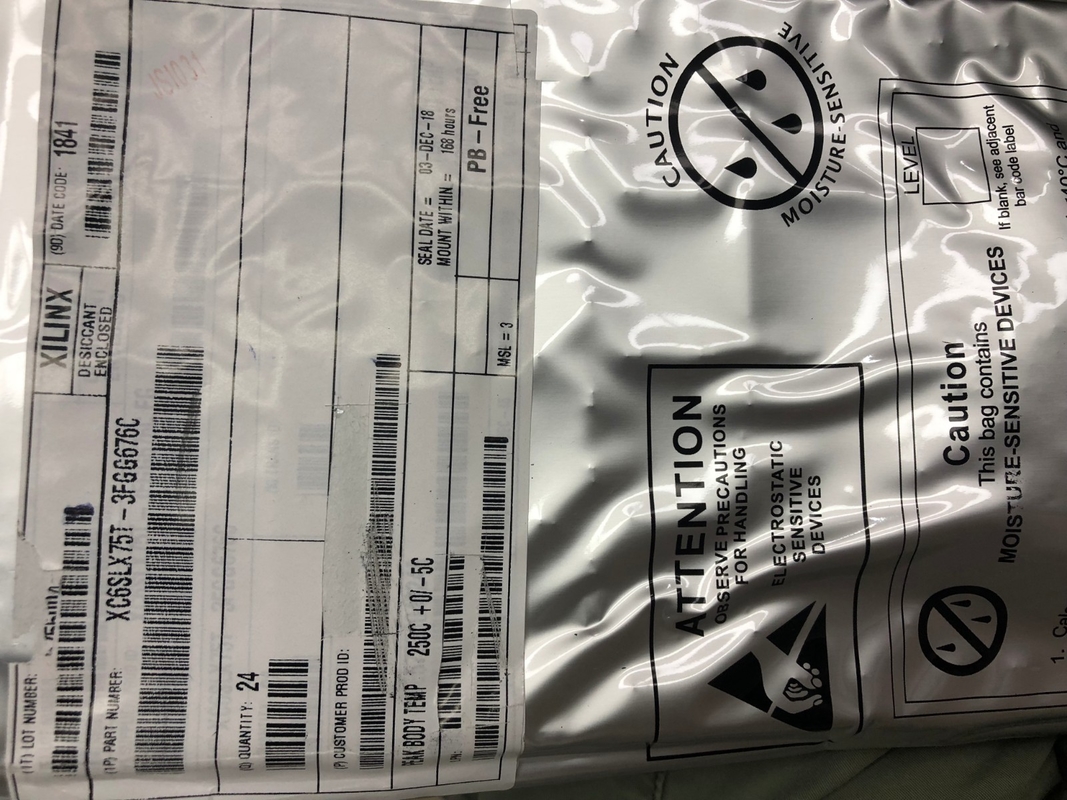 XILINX
DESICCANT
ENCLOSED
(9D) DATE CODE: 1841
(1T) LOT NUMBER:
(1P) PART NUMBER: XC6SLX75T-3FGG676C
(Q) QUANTITY: 24
(P) CUSTOMER PROD ID:
BODY TEMP 250C +0/-5C
SEAL DATE = 03-DEC-18
MOUNT WITHIN = 168 hours
MSL = 3
PB-Free
CAUTION
MOISTURE-SENSITIVE
ATTENTION
OBSERVE PRECAUTIONS
FOR HANDLING
ELECTROSTATIC
SENSITIVE
DEVICES
Caution
This bag contains
MOISTURE-SENSITIVE DEVICES
LEVEL
If blank, see adjacent
bar code label
1.